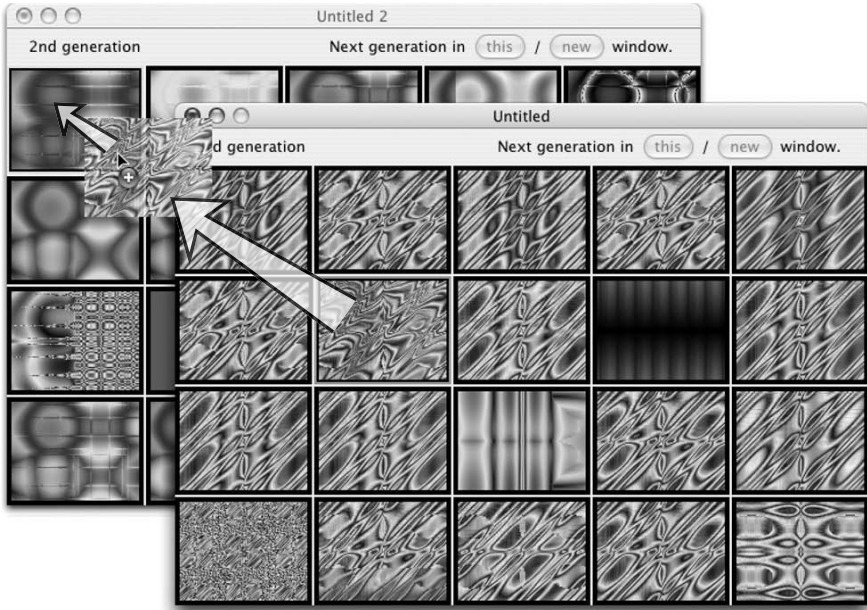 Untitled 2
2nd generation
Next generation in this / new window.
Untitled
d generation
Next generation in this / new window.